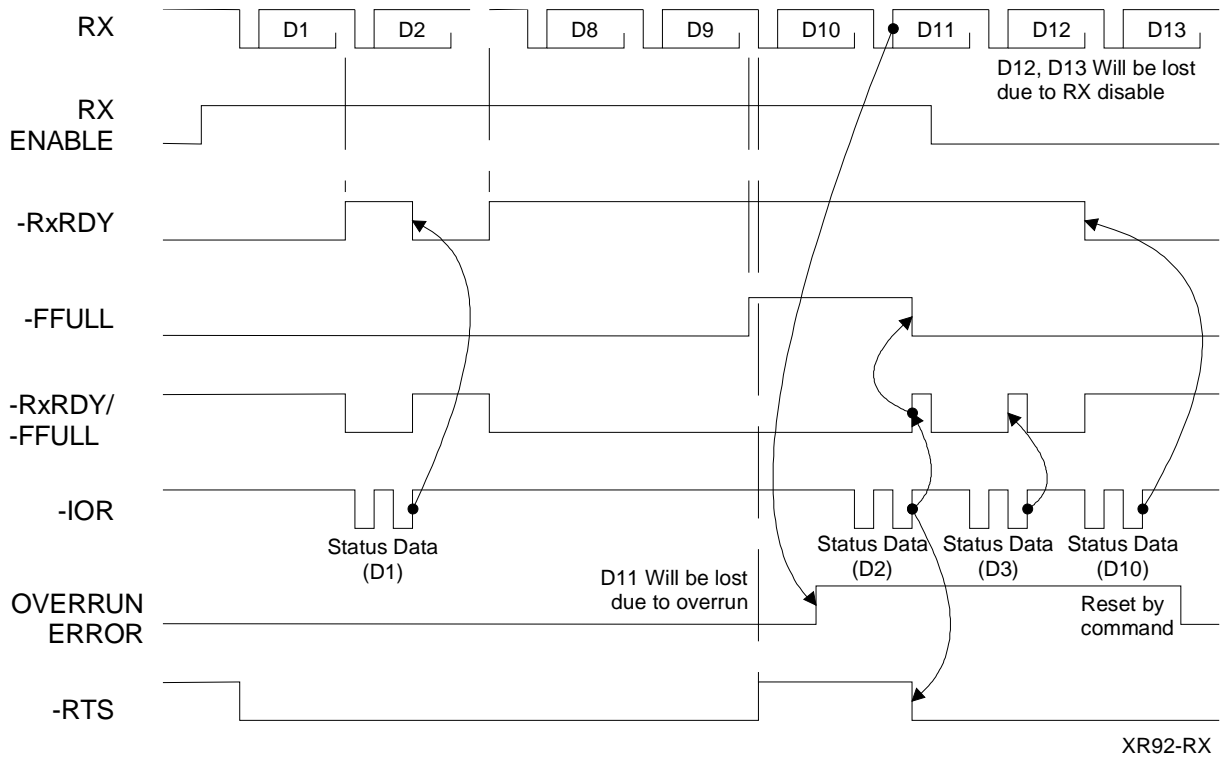 RX
D1
D2
D8
D9
D10
D11
D12
D13
D12, D13 Will be lost
due to RX disable
RX
ENABLE
-RxRDY
-FFULL
-RxRDY/
-FFULL
-IOR
Status Data
(D1)
Status Data
(D2)
Status Data
(D3)
Status Data
(D10)
D11 Will be lost
due to overrun
OVERRUN
ERROR
Reset by
command
-RTS
XR92-RX